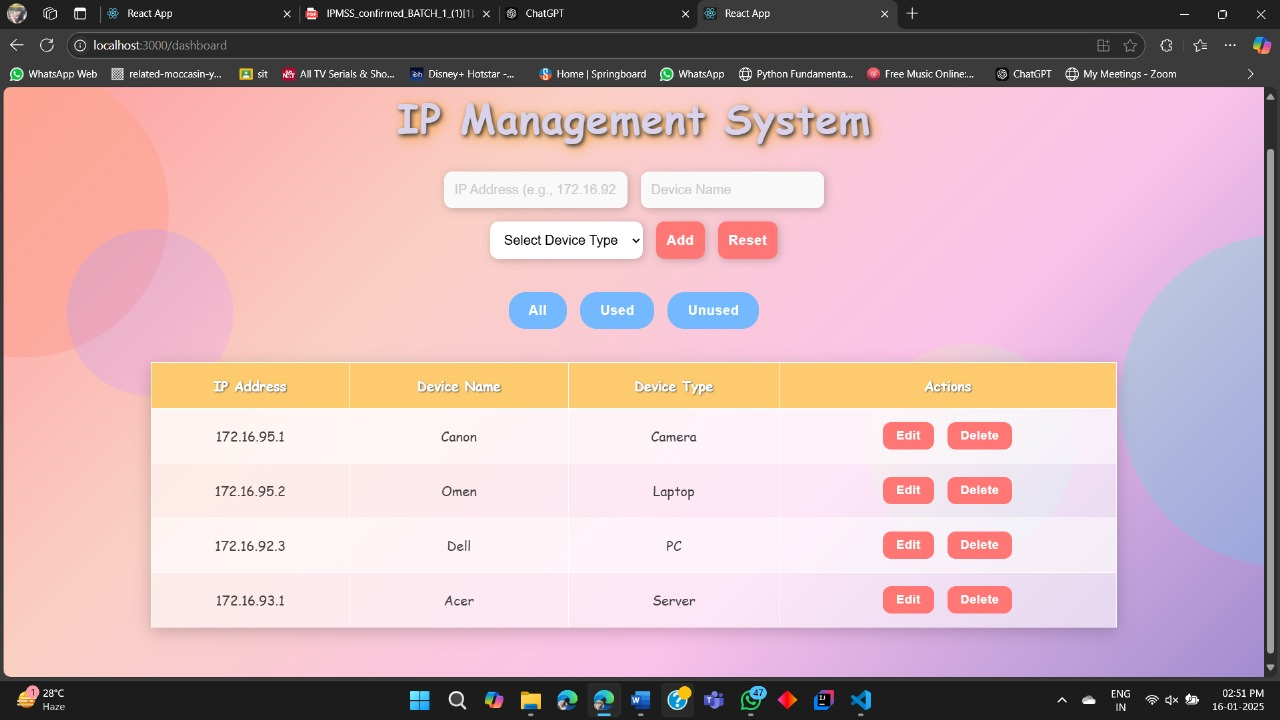 React App
IPMSS_confirmed_BATCH_1_(1)[1]
ChatGPT
React App
localhost:3000/dashboard
WhatsApp Web
related-moccasin-y...
sit
All TV Serials & Sho...
Disney+ Hotstar -...
Home | Springboard
WhatsApp
Python Fundamenta...
Free Music Online:...
ChatGPT
My Meetings - Zoom
IP Management System
IP Address (e.g., 172.16.92
Device Name
Select Device Type
Add
Reset
All
Used
Unused
IP Address Device Name Device Type Actions
172.16.95.1 Canon Camera Edit Delete
172.16.95.2 Omen Laptop Edit Delete
172.16.92.3 Dell PC Edit Delete
172.16.93.1 Acer Server Edit Delete
1
28°C
Haze
47
ENG
IN
02:51 PM
16-01-2025